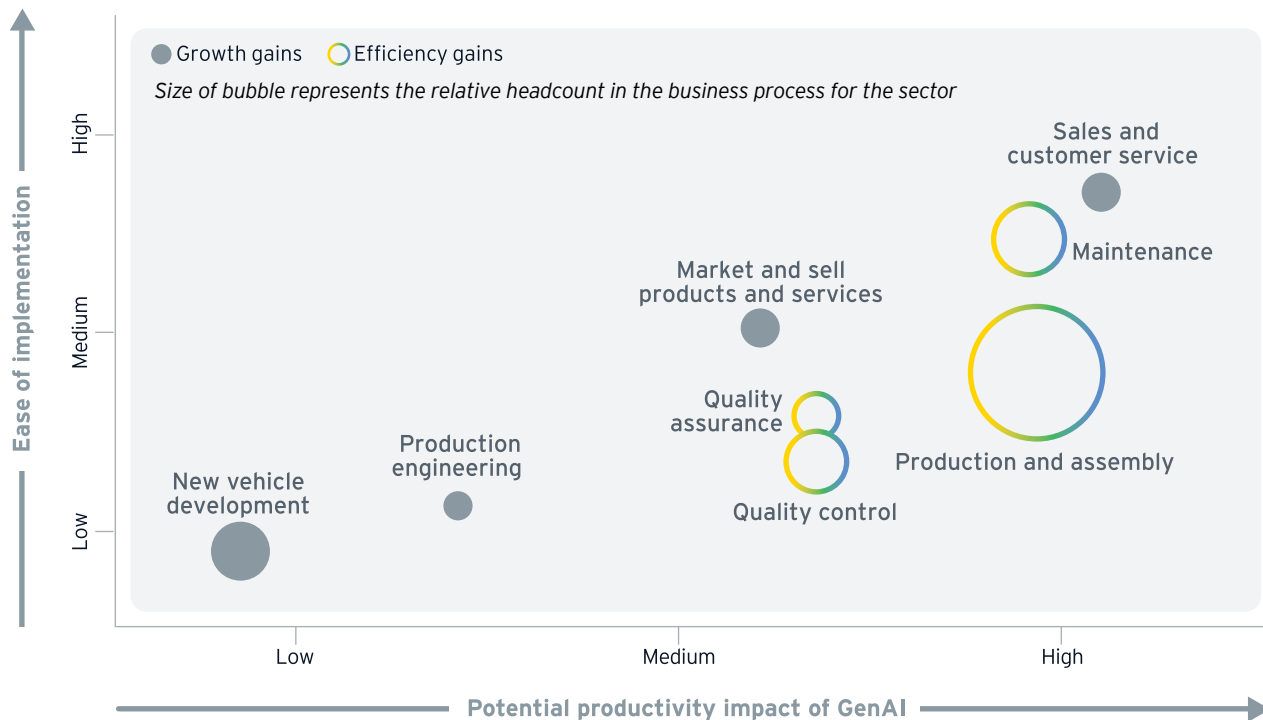 Growth gains
Efficiency gains
Size of bubble represents the relative headcount in the business process for the sector
Ease of implementation
High
Medium
Low
Sales and
customer service
Maintenance
Market and sell
products and services
Quality
assurance
Production and assembly
Production
engineering
Quality control
New vehicle
development
Low
Medium
High
Potential productivity impact of GenAI